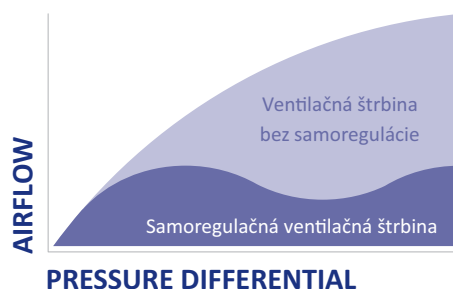 AIRFLOW
Ventilačná štrbina
bez samoregulácie
Samoregulačná ventilačná štrbina
PRESSURE DIFFERENTIAL